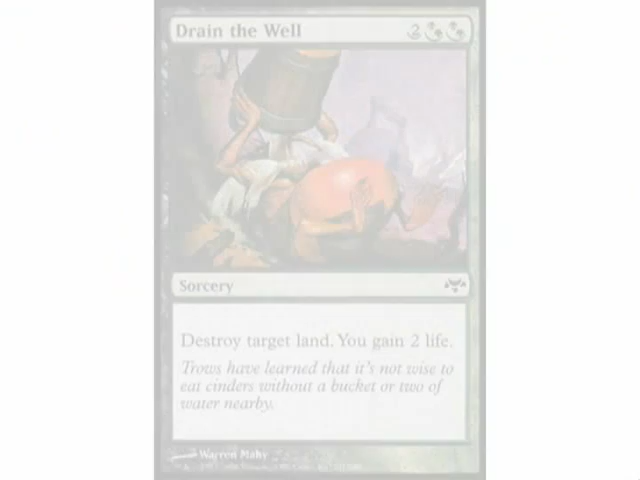 Drain the Well 2
Sorcery
Destroy target land. You gain 2 life.
Trows have learned that it's not wise to
eat cinders without a bucket or two of
water nearby.
Warren Mahy